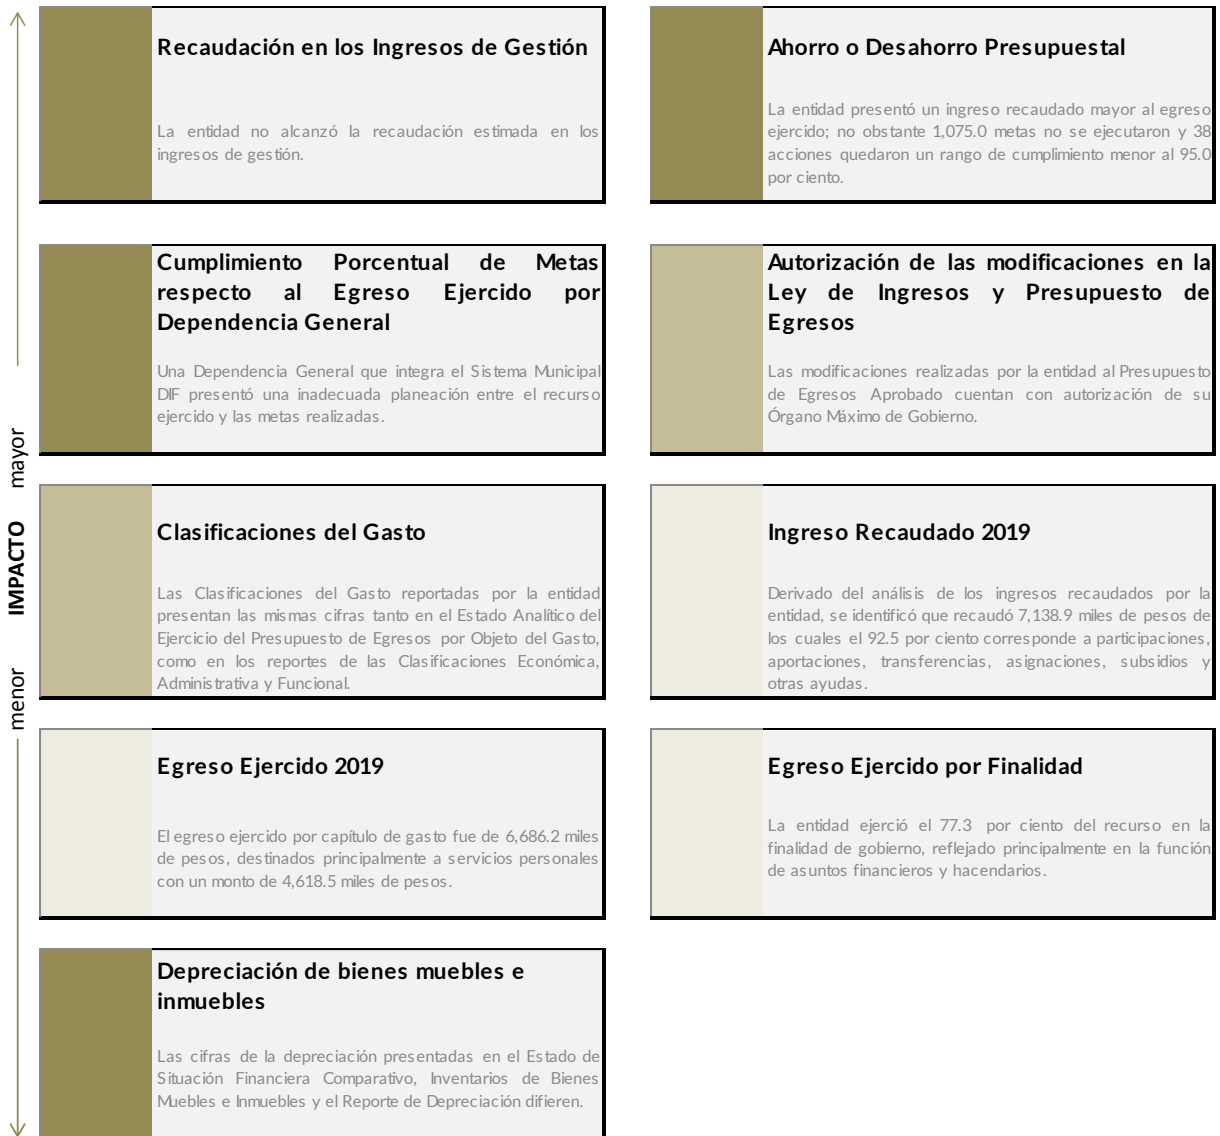 Recaudación en los Ingresos de Gestión
La entidad no alcanzó la recaudación estimada en los
ingresos de gestión.
Ahorro o Desahorro Presupuestal
La entidad presentó un ingreso recaudado mayor al egreso
ejercido; no obstante 1,075.0 metas no se ejecutaron y 38
acciones quedaron un rango de cumplimiento menor al 95.0
por ciento.
Cumplimiento Porcentual de Metas
respecto al Egreso Ejercido por
Dependencia General
Una Dependencia General que integra el Sistema Municipal
DIF presentó una inadecuada planeación entre el recurso
ejercido y las metas realizadas.
Autorización de las modificaciones en la
Ley de Ingresos y Presupuesto de
Egresos
Las modificaciones realizadas por la entidad al Presupuesto
de Egresos Aprobado cuentan con autorización de su
Órgano Máximo de Gobierno.
menor IMPACTO mayor
Clasificaciones del Gasto
Las Clasificaciones del Gasto reportadas por la entidad
presentan las mismas cifras tanto en el Estado Analítico del
Ejercicio del Presupuesto de Egresos por Objeto del Gasto,
como en los reportes de las Clasificaciones Económica,
Administrativa y Funcional.
Ingreso Recaudado 2019
Derivado del análisis de los ingresos recaudados por la
entidad, se identificó que recaudó 7,138.9 miles de pesos de
los cuales el 92.5 por ciento corresponde a participaciones,
aportaciones, transferencias, asignaciones, subsidios y
otras ayudas.
Egreso Ejercido 2019
El egreso ejercido por capítulo de gasto fue de 6,686.2 miles
de pesos, destinados principalmente a servicios personales
con un monto de 4,618.5 miles de pesos.
Egreso Ejercido por Finalidad
La entidad ejerció el 77.3 por ciento del recurso en la
finalidad de gobierno, reflejado principalmente en la función
de asuntos financieros y hacendarios.
Depreciación de bienes muebles e
inmuebles
Las cifras de la depreciación presentadas en el Estado de
Situación Financiera Comparativo, Inventarios de Bienes
Muebles e Inmuebles y el Reporte de Depreciación difieren.